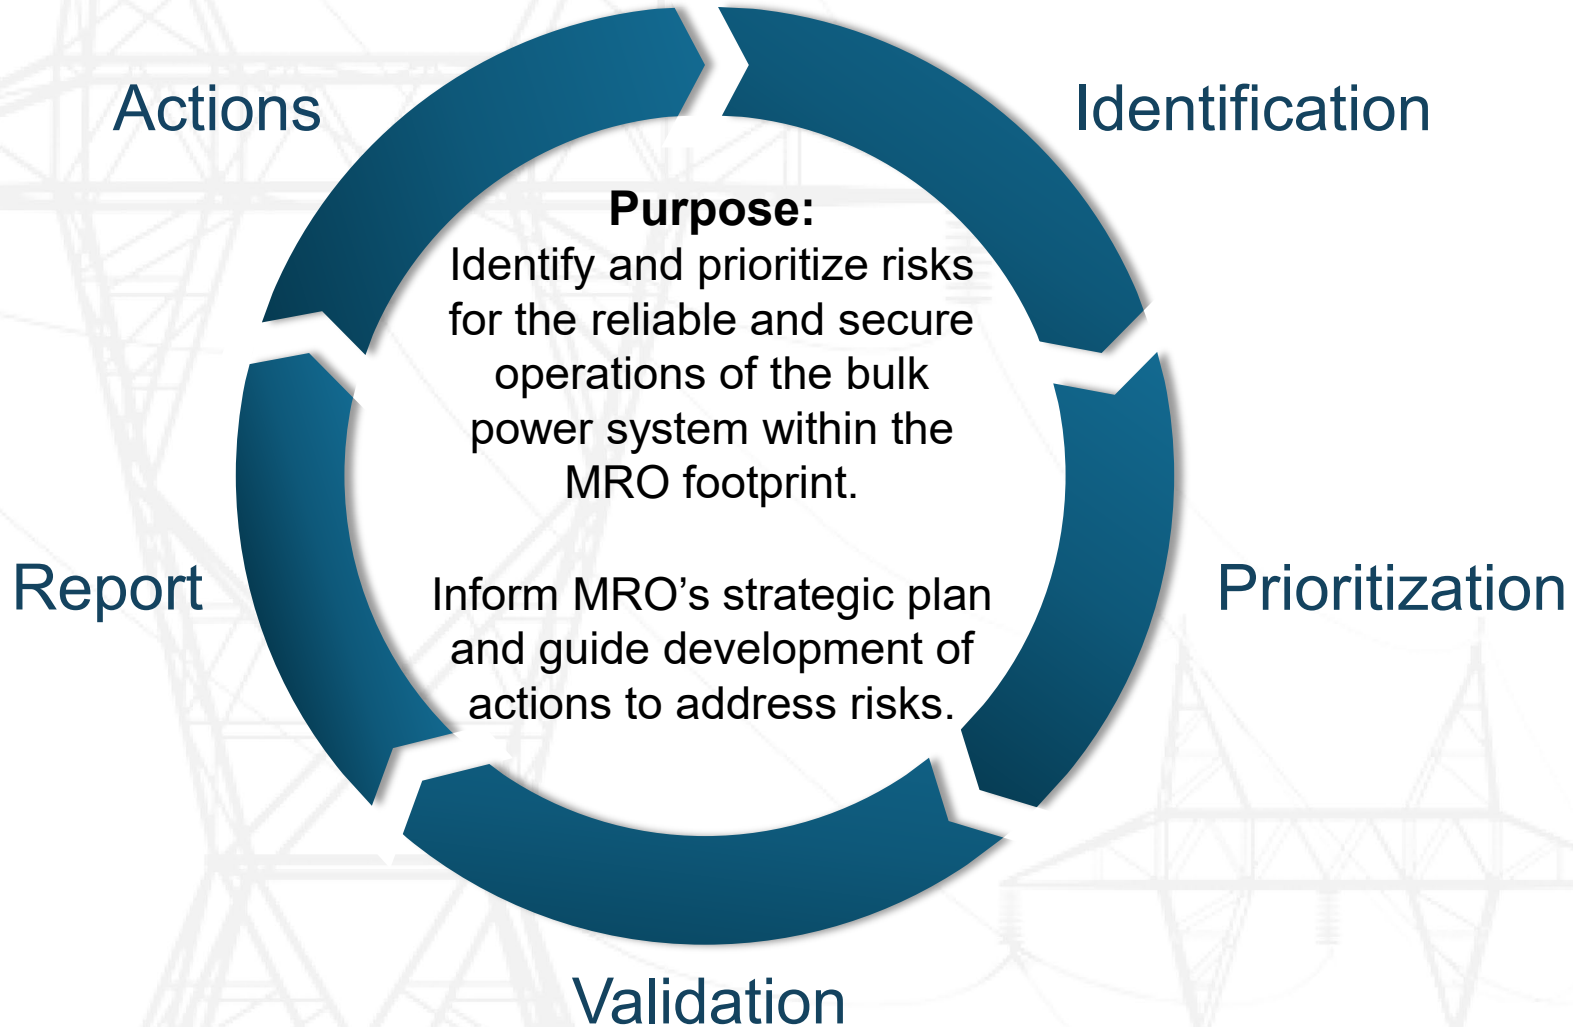 Actions
Identification
Purpose:
Identify and prioritize risks
for the reliable and secure
operations of the bulk
power system within the
MRO footprint.
Inform MRO’s strategic plan
and guide development of
actions to address risks.
Report
Prioritization
Validation